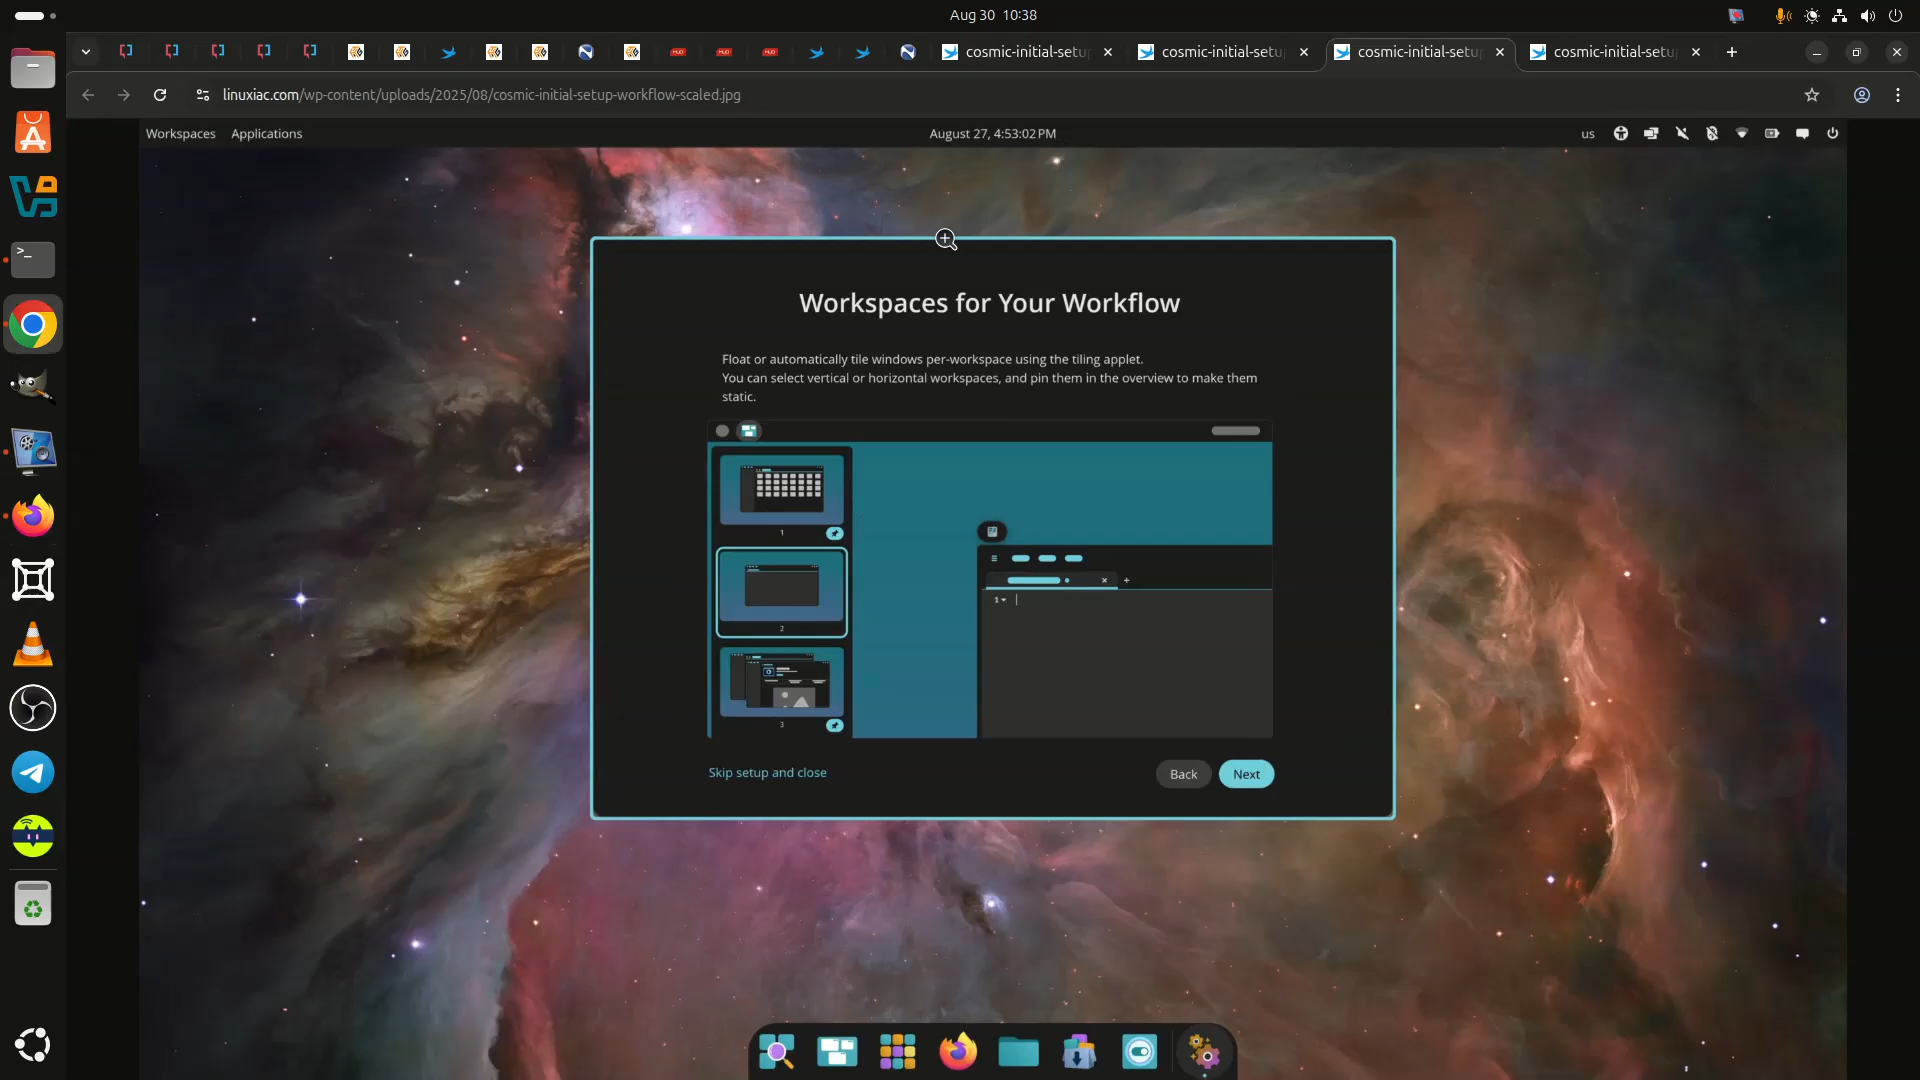 Aug 30 10:38
cosmic-initial-setu
cosmic-initial-setu
cosmic-initial-setu
cosmic-initial-setu
linuxiac.com/wp-content/uploads/2025/08/cosmic-initial-setup-workflow-scaled.jpg
Workspaces Applications
August 27, 4:53:02 PM
us
Workspaces for Your Workflow
Float or automatically tile windows per-workspace using the tiling applet.
You can select vertical or horizontal workspaces, and pin them in the overview to make them
static.
1
2
3
1
Skip setup and close
Back
Next